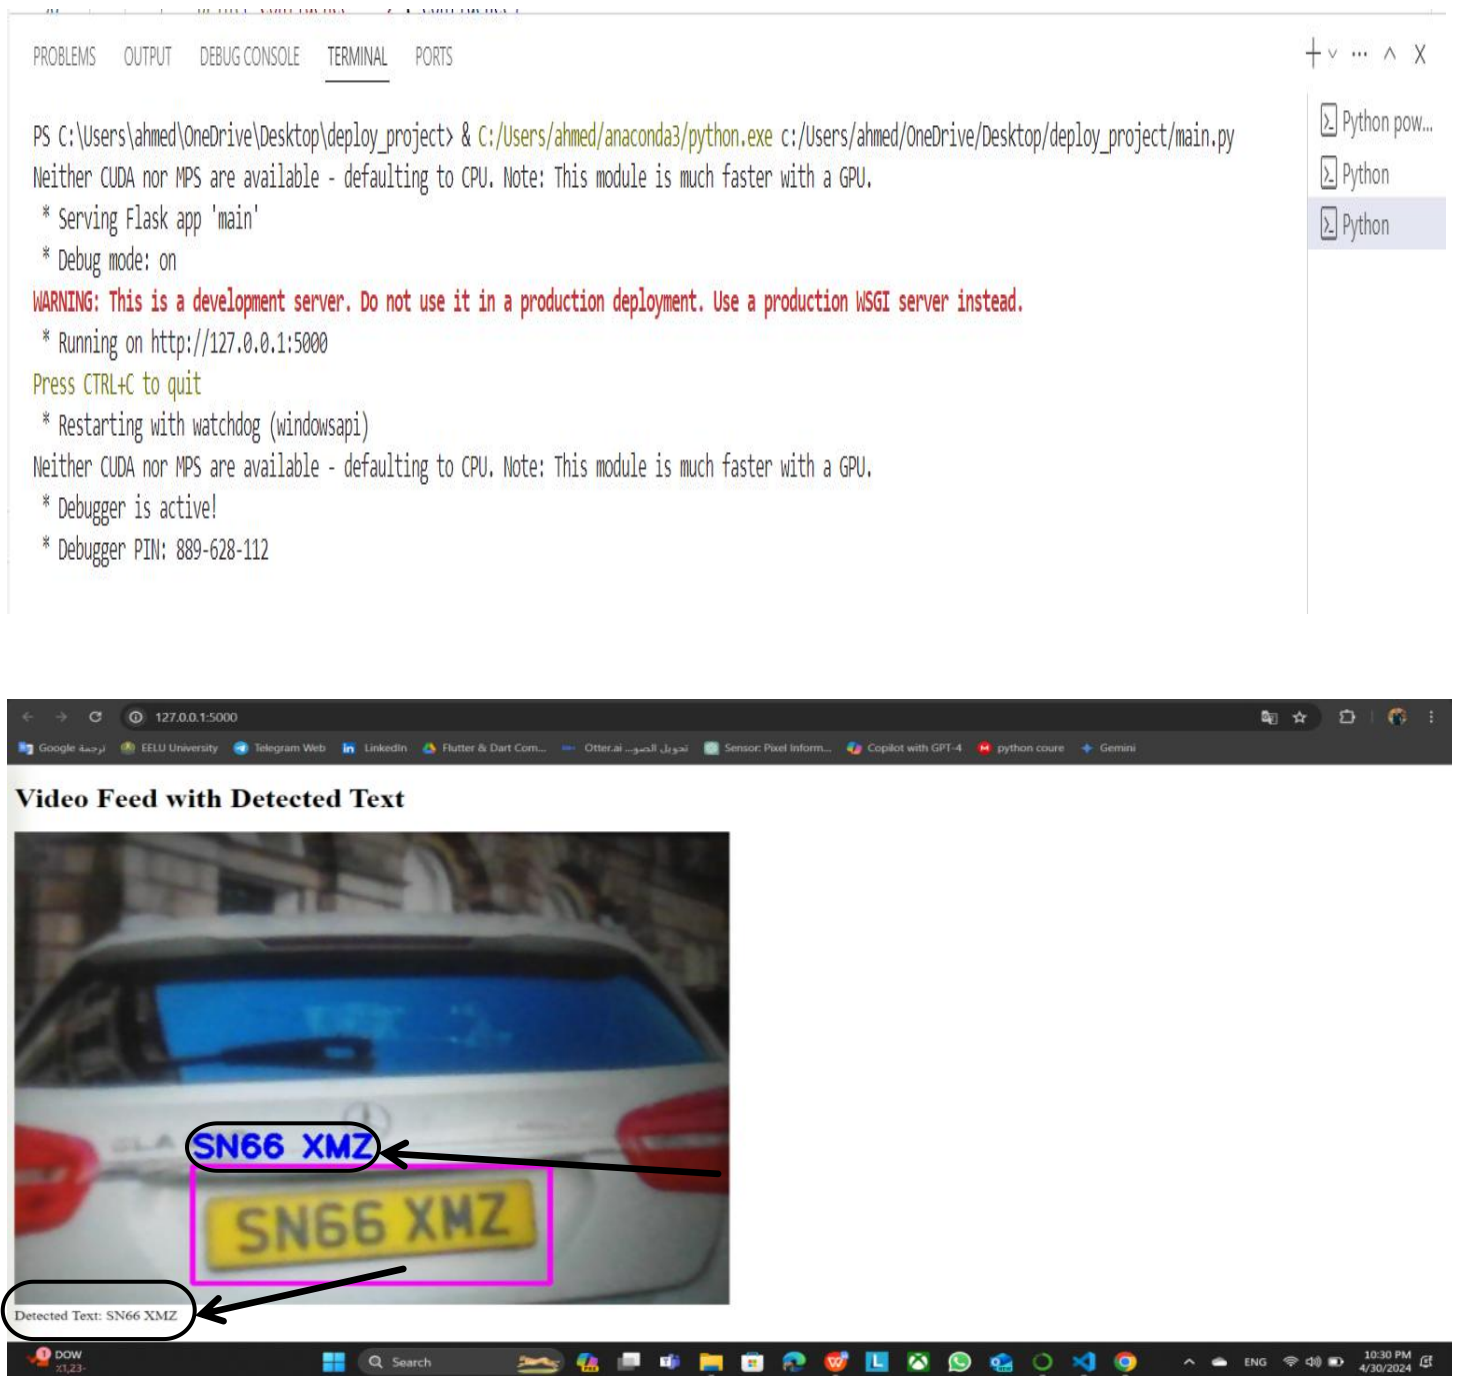 PROBLEMS OUTPUT DEBUG CONSOLE TERMINAL PORTS
PS C:\Users\ahmed\OneDrive\Desktop\deploy_project> & C:/Users/ahmed/anaconda3/python.exe c:/Users/ahmed/OneDrive/Desktop/deploy_project/main.py
Neither CUDA nor MPS are available - defaulting to CPU. Note: This module is much faster with a GPU.
* Serving Flask app 'main'
* Debug mode: on
WARNING: This is a development server. Do not use it in a production deployment. Use a production WSGI server instead.
* Running on http://127.0.0.1:5000
Press CTRL+C to quit
* Restarting with watchdog (windowsapi)
Neither CUDA nor MPS are available - defaulting to CPU. Note: This module is much faster with a GPU.
* Debugger is active!
* Debugger PIN: 889-628-112
Python pow...
Python
Python
127.0.0.1:5000
ترجمة Google EELU University Telegram Web LinkedIn Flutter & Dart Com... تحويل الصو... Otter.ai Sensor: Pixel Inform... Copilot with GPT-4 python coure Gemini
Video Feed with Detected Text
GLA
SN66 XMZ
SN66 XMZ
Detected Text: SN66 XMZ
DOW
٪1,23-
Search
ENG
10:30 PM
4/30/2024